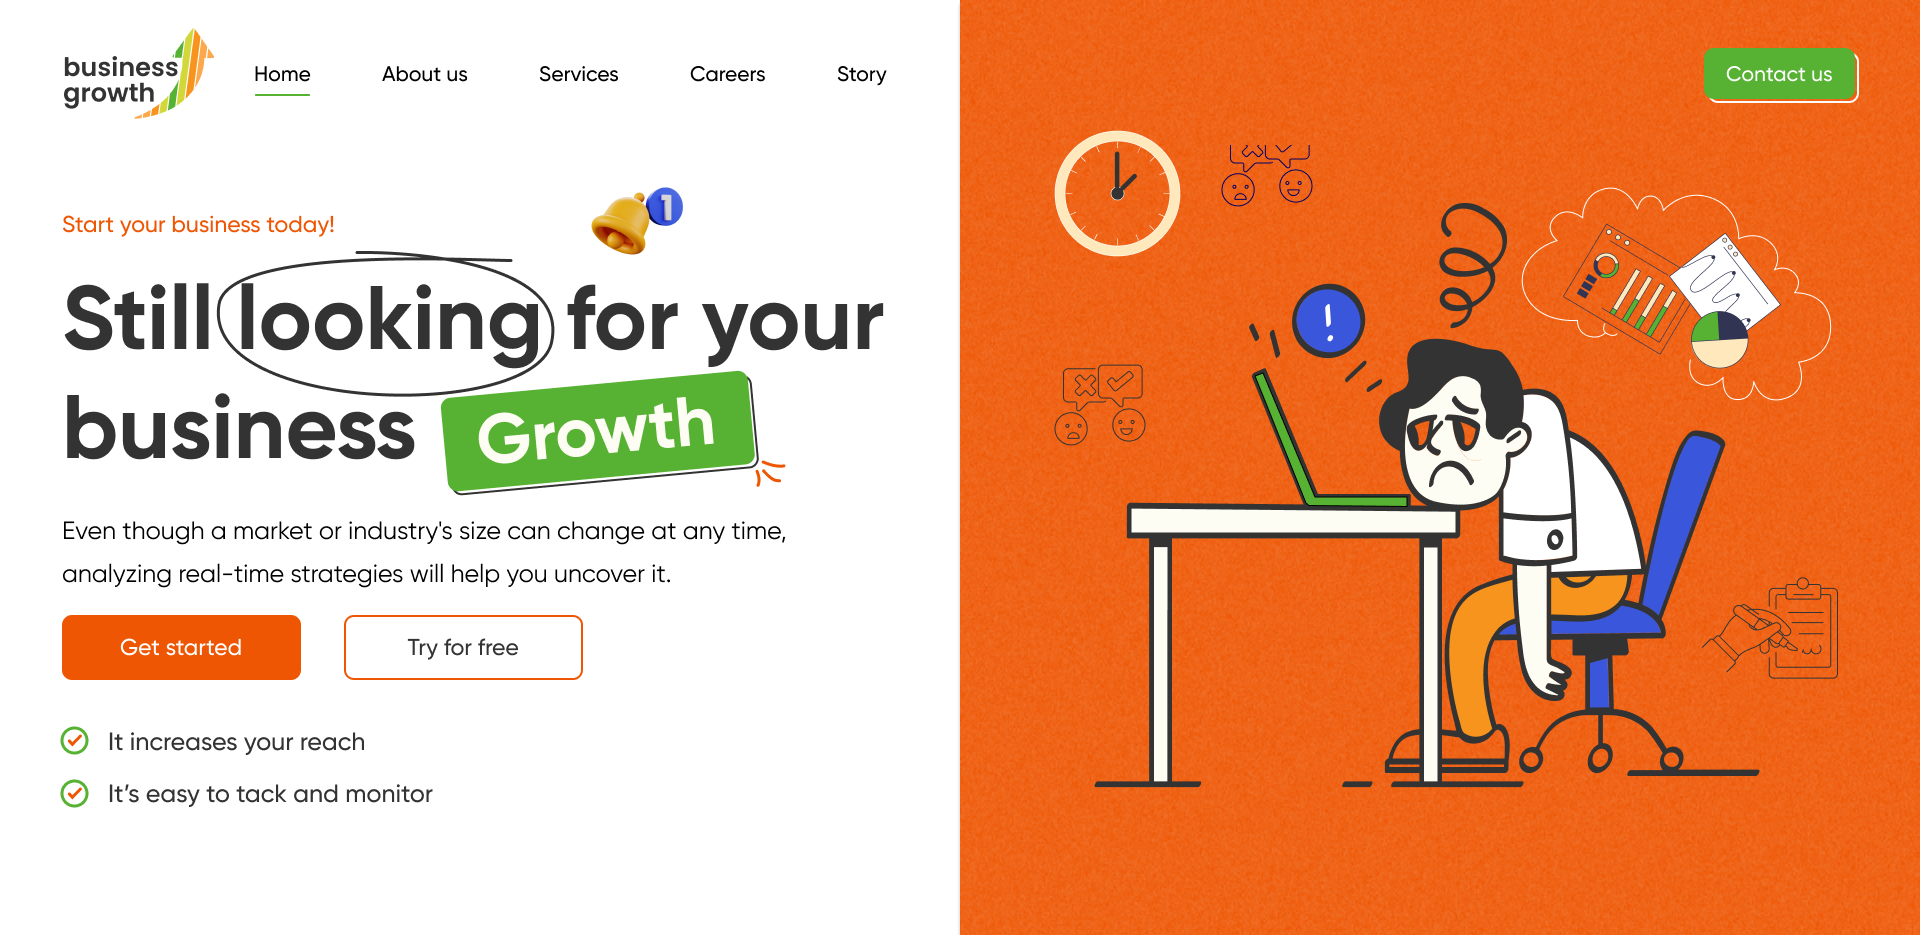 business
growth
Home
About us
Services
Careers
Story
Contact us
Start your business today!
1
Still looking for your
business Growth
!
Even though a market or industry's size can change at any time,
analyzing real-time strategies will help you uncover it.
Get started
Try for free
It increases your reach
It’s easy to tack and monitor